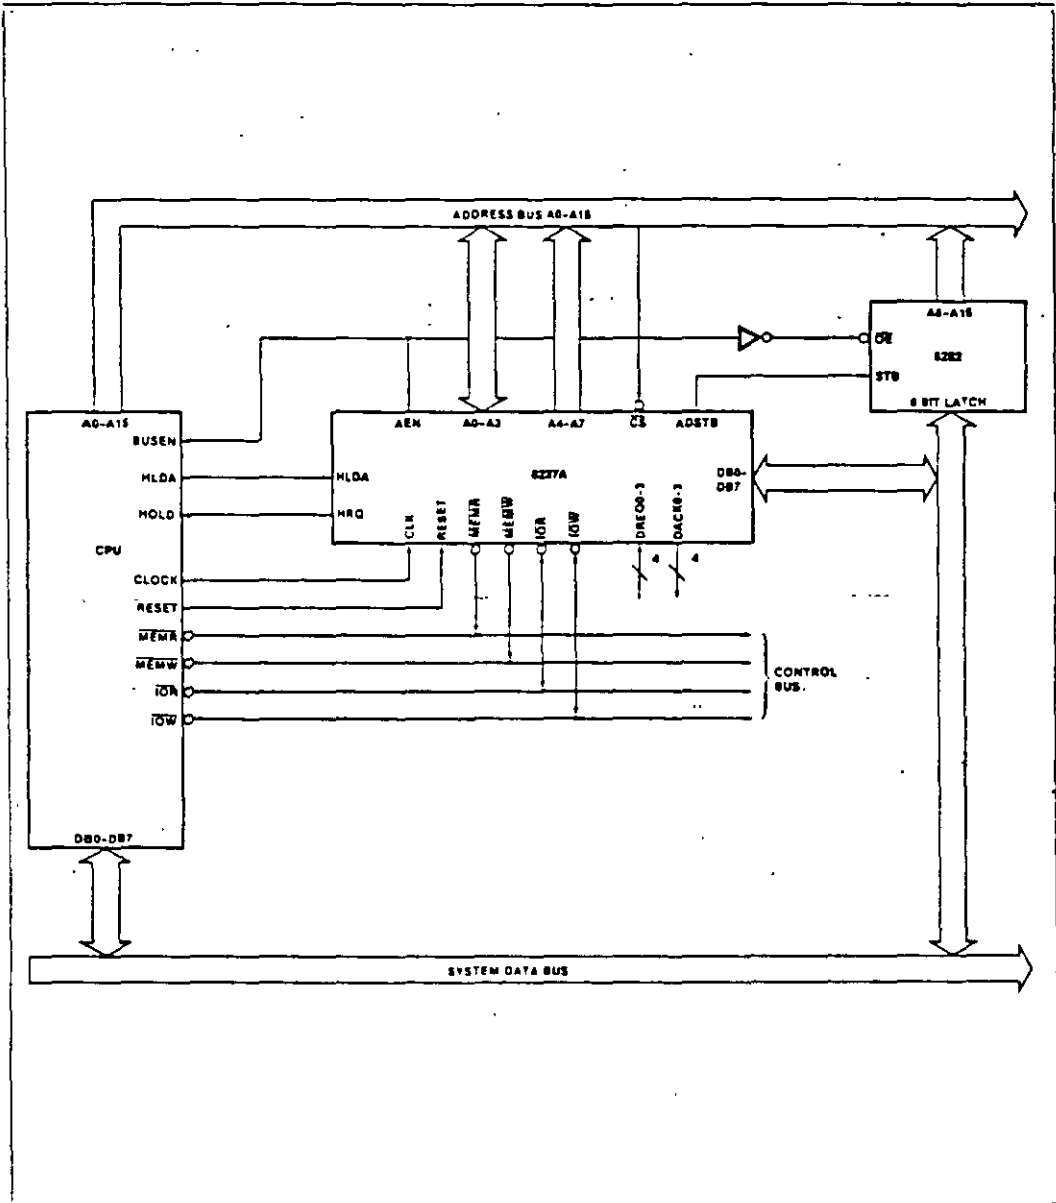 ADDRESS BUS A0-A15
A8-A15
OE
8282
STB
8 BIT LATCH
A0-A15
BUSEN
HLDA
HOLD
CPU
CLOCK
RESET
MEMR
MEMW
IOR
IOW
DB0-DB7
AEN
A0-A3
A4-A7
CS
ADSTB
HLDA
8237A
DB0-
DB7
HRQ
CLK
RESET
MEMR
MEMW
IOR
IOW
DREQ0-3
DACK0-3
4
4
CONTROL
BUS
SYSTEM DATA BUS